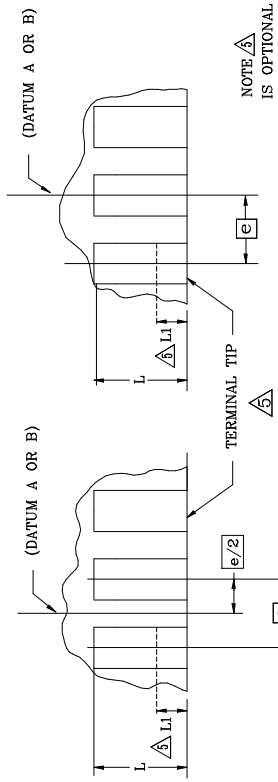 (DATUM A OR B)
L
5 L1
e/2
TERMINAL TIP
5
(DATUM A OR B)
L
5 L1
e
NOTE 5
IS OPTIONAL